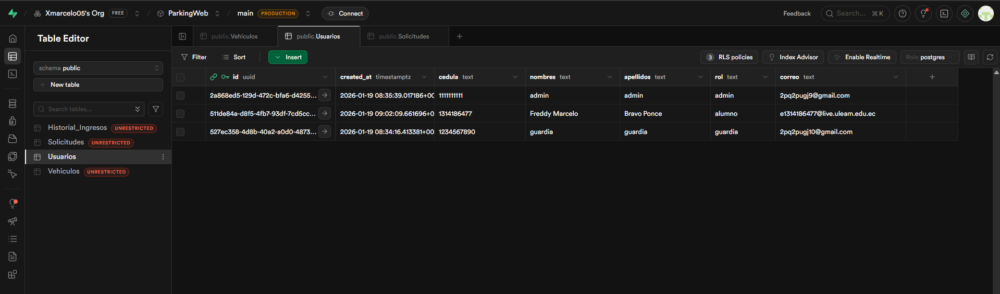 Xmarcelo05's Org FREE / ParkingWeb / main PRODUCTION Connect Feedback Search... ⌘K
Table Editor
schema public
New table
Search tables...
Historial_Ingresos UNRESTRICTED
Solicitudes UNRESTRICTED
Usuarios
Vehiculos UNRESTRICTED
public.Vehiculos public.Usuarios public.Solicitudes
Filter Sort Insert 3 RLS policies Index Advisor Enable Realtime Role postgres
id uuid created_at timestamptz cedula text nombres text apellidos text rol text correo text
2a868ed5-129d-472c-bfa6-d4255... 2026-01-19 08:35:39.017186+00 1111111111 admin admin admin 2pq2pugj9@gmail.com
511de84a-d8f5-4fb7-93df-7cd5cc... 2026-01-19 09:02:09.661696+0 1314186477 Freddy Marcelo Bravo Ponce alumno e1314186477@live.uleam.edu.ec
527ec358-4d8b-40a2-a0d0-4873... 2026-01-19 08:34:16.413381+00 1234567890 guardia guardia guardia 2pq2pugj10@gmail.com